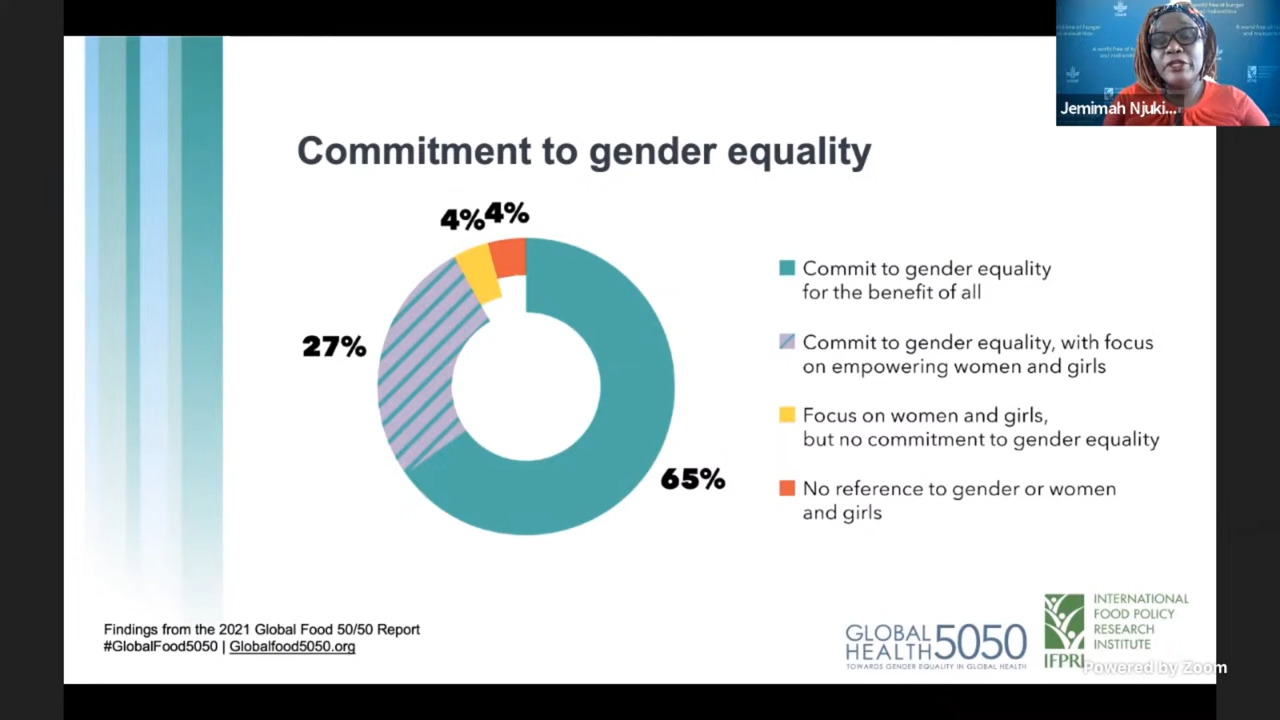 Jemimah Njuki...
Commitment to gender equality
4%
4%
27%
65%
Commit to gender equality
for the benefit of all
Commit to gender equality, with focus
on empowering women and girls
Focus on women and girls,
but no commitment to gender equality
No reference to gender or women
and girls
Findings from the 2021 Global Food 50/50 Report
#GlobalFood5050 | Globalfood5050.org
GLOBAL
HEALTH 5050
TOWARDS GENDER EQUALITY IN GLOBAL HEALTH
INTERNATIONAL
FOOD POLICY
RESEARCH
INSTITUTE
IFPRI
Powered by Zoom